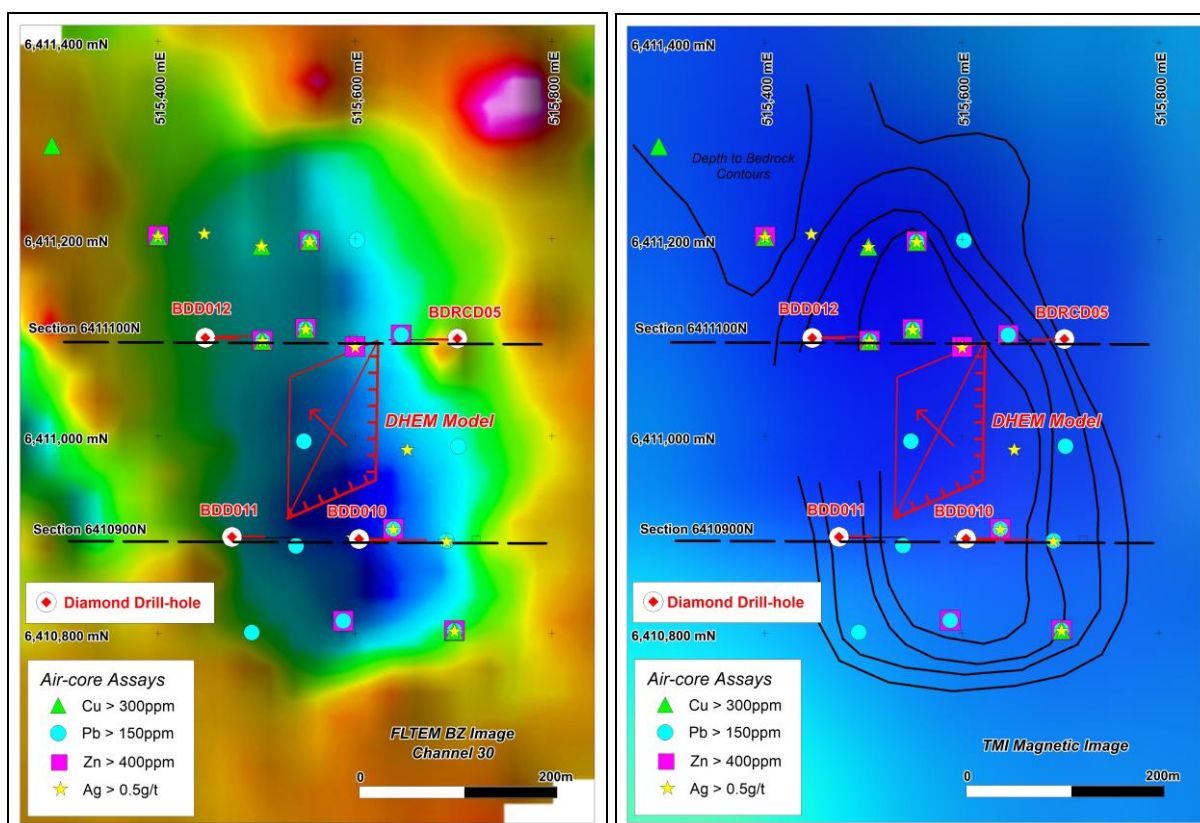 6,411,400 mN
515,400 mE
515,600 mE
515,800 mE
6,411,200 mN
BDD012
BDRCD05
Section 6411100N
DHEM Model
6,411,000 mN
BDD011
BDD010
Section 6410900N
Diamond Drill-hole
6,410,800 mN
Air-core Assays
Cu > 300ppm
Pb > 150ppm
Zn > 400ppm
Ag > 0.5g/t
FLTEM BZ Image
Channel 30
0
200m
6,411,400 mN
515,400 mE
515,600 mE
515,800 mE
Depth to Bedrock
Contours
6,411,200 mN
BDD012
BDRCD05
Section 6411100N
DHEM Model
6,411,000 mN
BDD011
BDD010
Section 6410900N
Diamond Drill-hole
6,410,800 mN
Air-core Assays
Cu > 300ppm
Pb > 150ppm
Zn > 400ppm
Ag > 0.5g/t
TMI Magnetic Image
0
200m